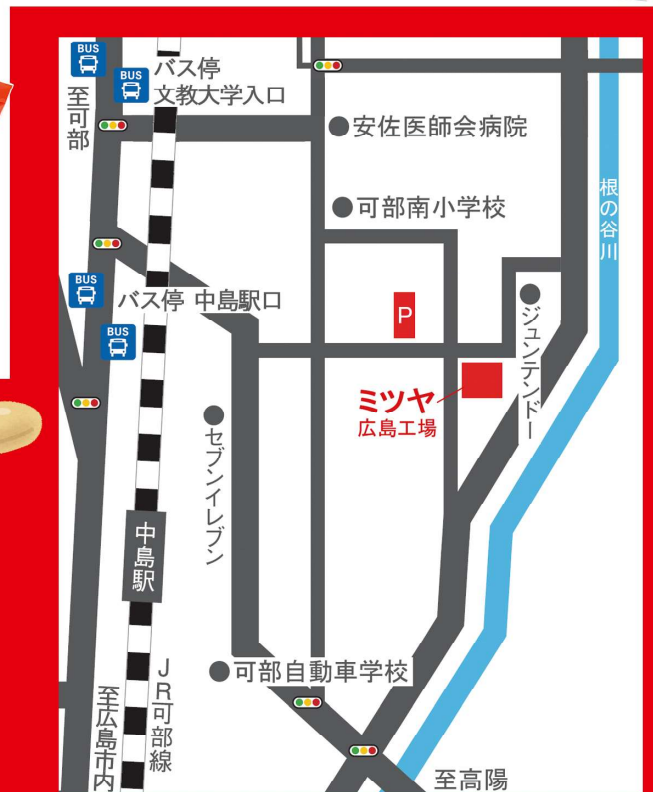 BUS
BUS
バス停
文教大学入口
至可部
安佐医師会病院
可部南小学校
根の谷川
BUS
バス停 中島駅口
BUS
P
ジュンテンドー
ミツヤ
広島工場
セブンイレブン
中島駅
可部自動車学校
JR可部線
至広島市内
至高陽